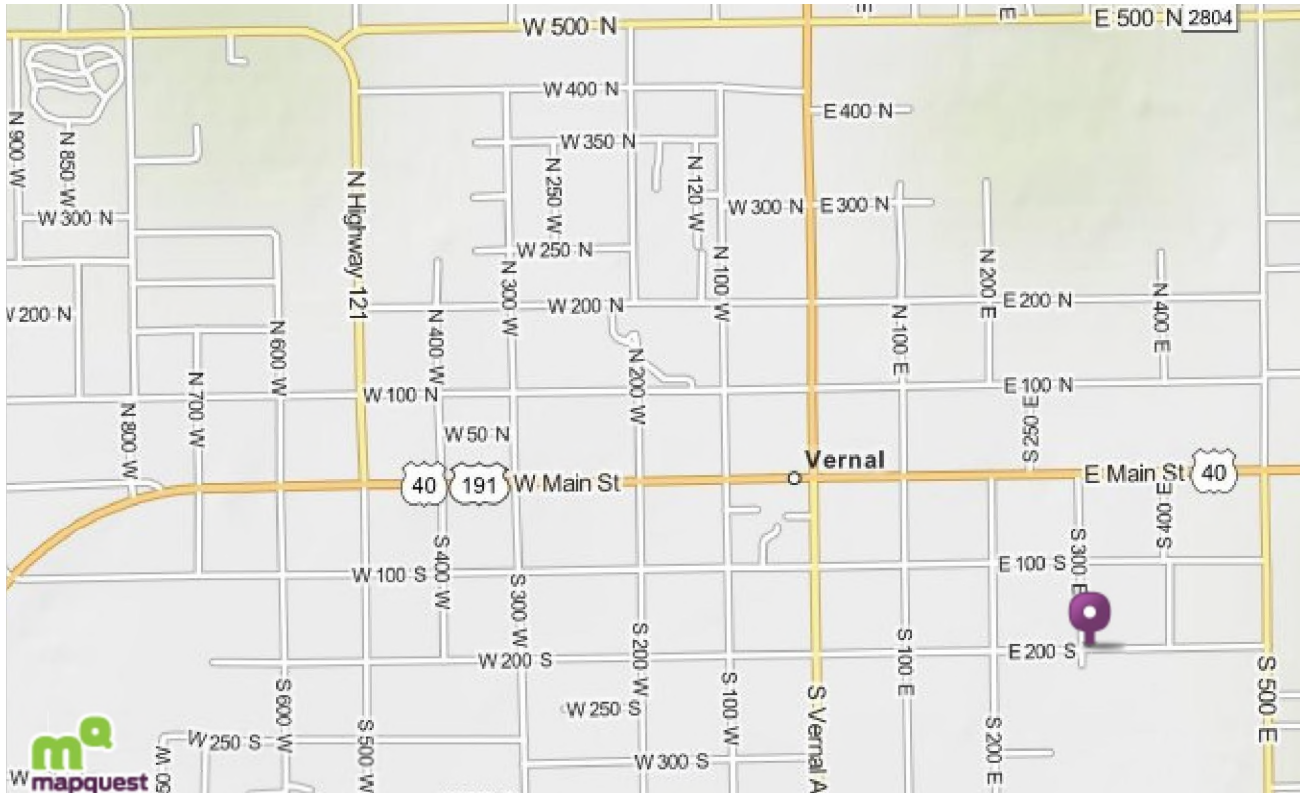 W 500 N
E 500 N
2804
W 400 N
E 400 N
W 350 N
N 900 W
N 850 W
N Highway 121
N 250 W
N 120 W
W 300 N
W 300 N
E 300 N
W 250 N
N 300 W
N 100 W
N 200 E
W 200 N
N 400 W
W 200 N
E 200 N
N 400 E
N 100 E
N 600 W
N 200 W
N 700 W
W 100 N
E 100 N
N 800 W
W 50 N
S 250 E
Vernal
40
191
W Main St
E Main St
40
S 400 E
S 400 W
S 300 E
W 100 S
E 100 S
S 300 W
S 200 W
S 100 E
W 200 S
E 200 S
S 600 W
S 500 W
W 250 S
S 100 W
S Vernal A
S 200 E
S 500 E
W 250 S
W 300 S
W
mq
mapquest